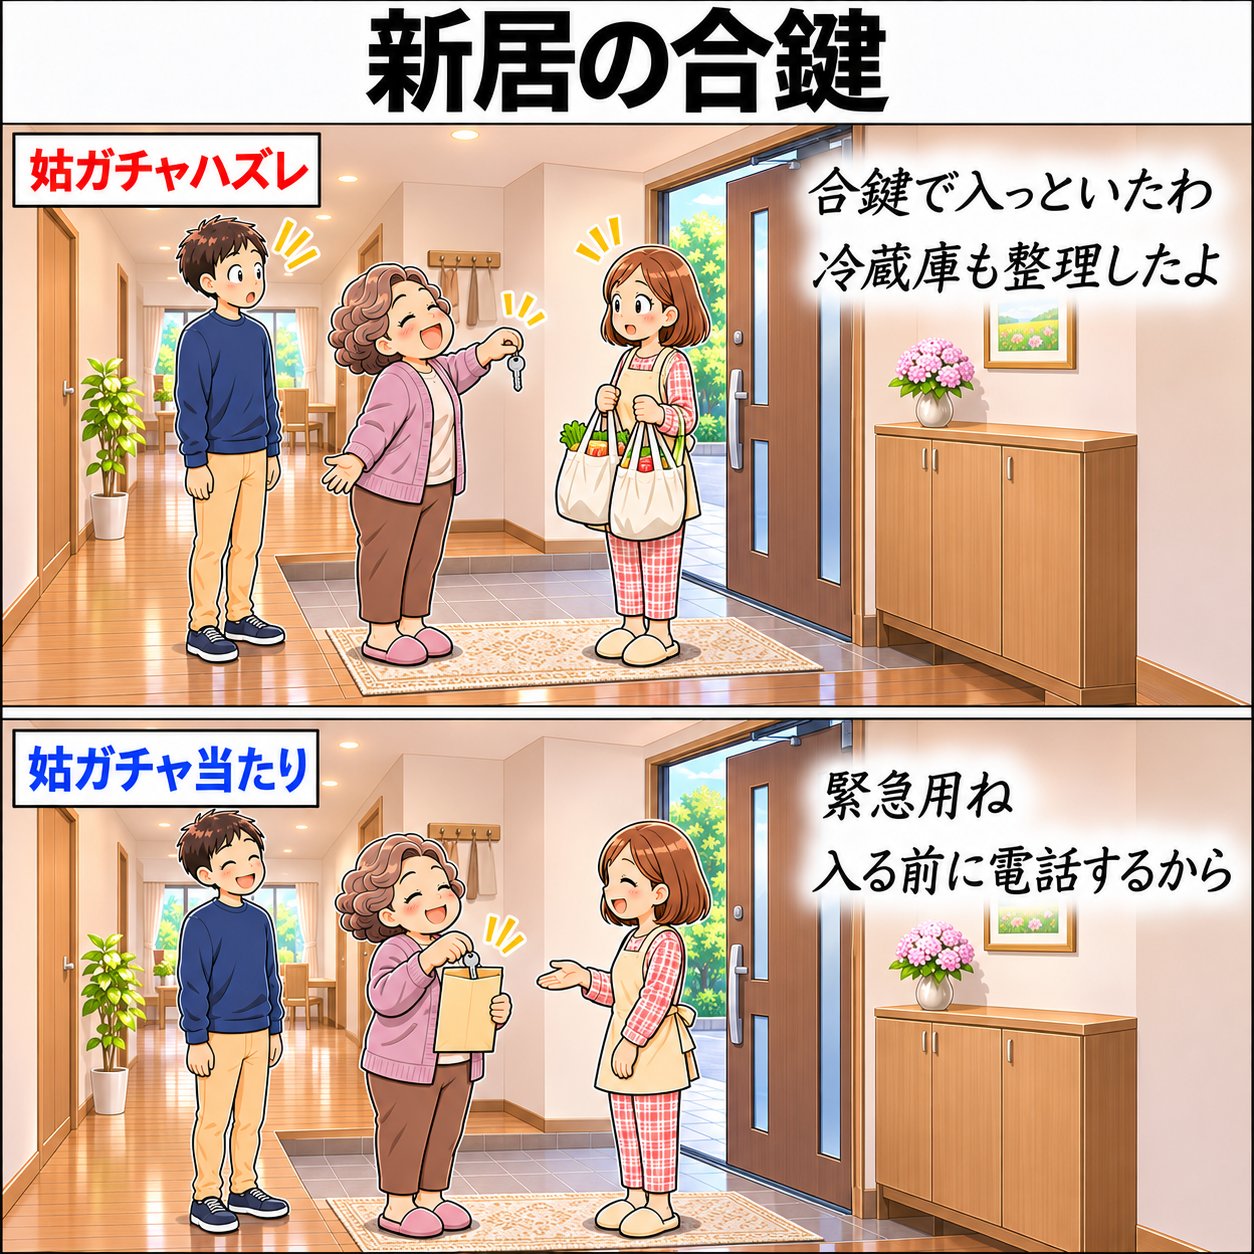 新居の合鍵
姑ガチャハズレ
合鍵で入っといたわ
冷蔵庫も整理したよ
姑ガチャ当たり
緊急用ね
入る前に電話するから